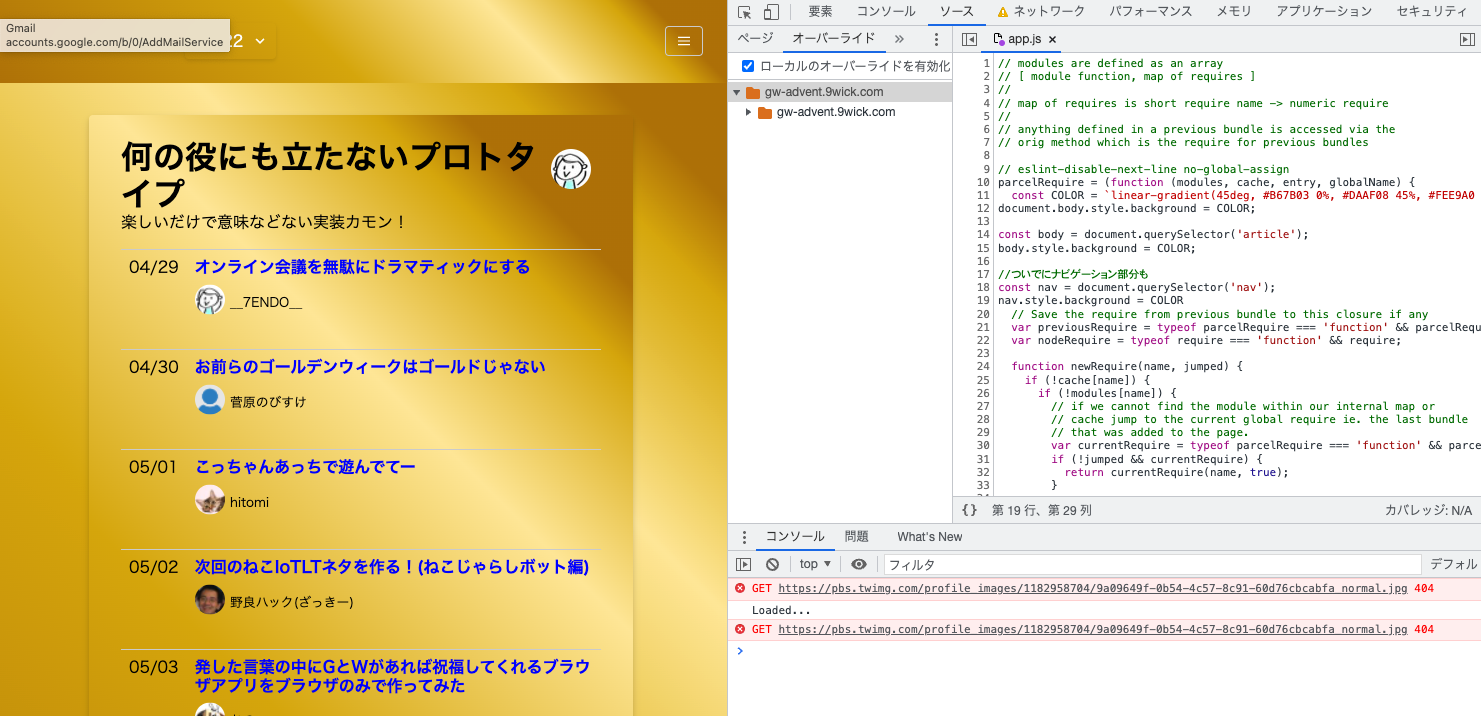 Gmail
accounts.google.com/b/0/AddMailService
22
何の役にも立たないプロトタ
イプ
楽しいだけで意味などない実装カモン！
04/29 オンライン会議を無駄にドラマティックにする
__7ENDO__
04/30 お前らのゴールデンウィークはゴールドじゃない
菅原のびすけ
05/01 こっちゃんあっちで遊んでてー
hitomi
05/02 次回のねこIoTLTネタを作る！(ねこじゃらしボット編)
野良ハック(ざっきー)
05/03 発した言葉の中にGとWがあれば祝福してくれるブラウ
ザアプリをブラウザのみで作ってみた
要素 コンソール ソース ネットワーク パフォーマンス メモリ アプリケーション セキュリティ
ページ オーバーライド »
ローカルのオーバーライドを有効化
gw-advent.9wick.com
gw-advent.9wick.com
app.js ×
1 // modules are defined as an array
2 // [ module function, map of requires ]
3 //
4 // map of requires is short require name -> numeric require
5 //
6 // anything defined in a previous bundle is accessed via the
7 // orig method which is the require for previous bundles
8
9 // eslint-disable-next-line no-global-assign
10 parcelRequire = (function (modules, cache, entry, globalName) {
11 const COLOR = `linear-gradient(45deg, #B67B03 0%, #DAAF08 45%, #FEE9A0
12 document.body.style.background = COLOR;
13
14 const body = document.querySelector('article');
15 body.style.background = COLOR;
16
17 //ついでにナビゲーション部分も
18 const nav = document.querySelector('nav');
19 nav.style.background = COLOR
20 // Save the require from previous bundle to this closure if any
21 var previousRequire = typeof parcelRequire === 'function' && parcelRequ
22 var nodeRequire = typeof require === 'function' && require;
23
24 function newRequire(name, jumped) {
25 if (!cache[name]) {
26 if (!modules[name]) {
27 // if we cannot find the module within our internal map or
28 // cache jump to the current global require ie. the last bundle
29 // that was added to the page.
30 var currentRequire = typeof parcelRequire === 'function' && parce
31 if (!jumped && currentRequire) {
32 return currentRequire(name, true);
33 }
{} 第 19 行、第 29 列 カバレッジ: N/A
コンソール 問題 What's New
top ▼ フィルタ デフォル
GET https://pbs.twimg.com/profile_images/1182958704/9a09649f-0b54-4c57-8c91-60d76cbcabfa_normal.jpg 404
Loaded...
GET https://pbs.twimg.com/profile_images/1182958704/9a09649f-0b54-4c57-8c91-60d76cbcabfa_normal.jpg 404
>